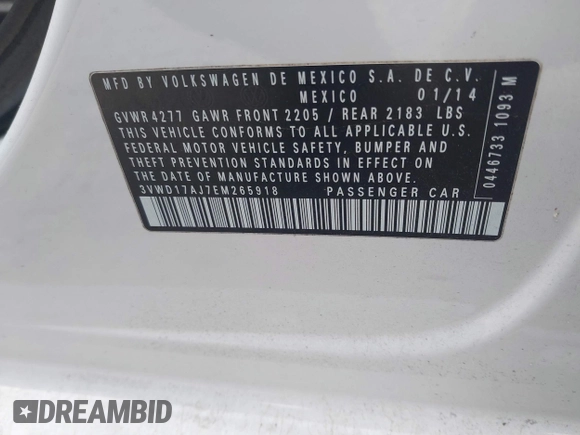 MFD BY VOLKSWAGEN DE MEXICO S.A. DE C.V.
MEXICO 01/14
GVWR 4277 GAWR FRONT 2205 / REAR 2183 LBS
THIS VEHICLE CONFORMS TO ALL APPLICABLE U.S.
FEDERAL MOTOR VEHICLE SAFETY, BUMPER AND
THEFT PREVENTION STANDARDS IN EFFECT ON
THE DATE OF MANUFACTURE SHOWN ABOVE.
3VWD17AJ7EM265918 PASSENGER CAR
0446733 1093 M
DREAMBID